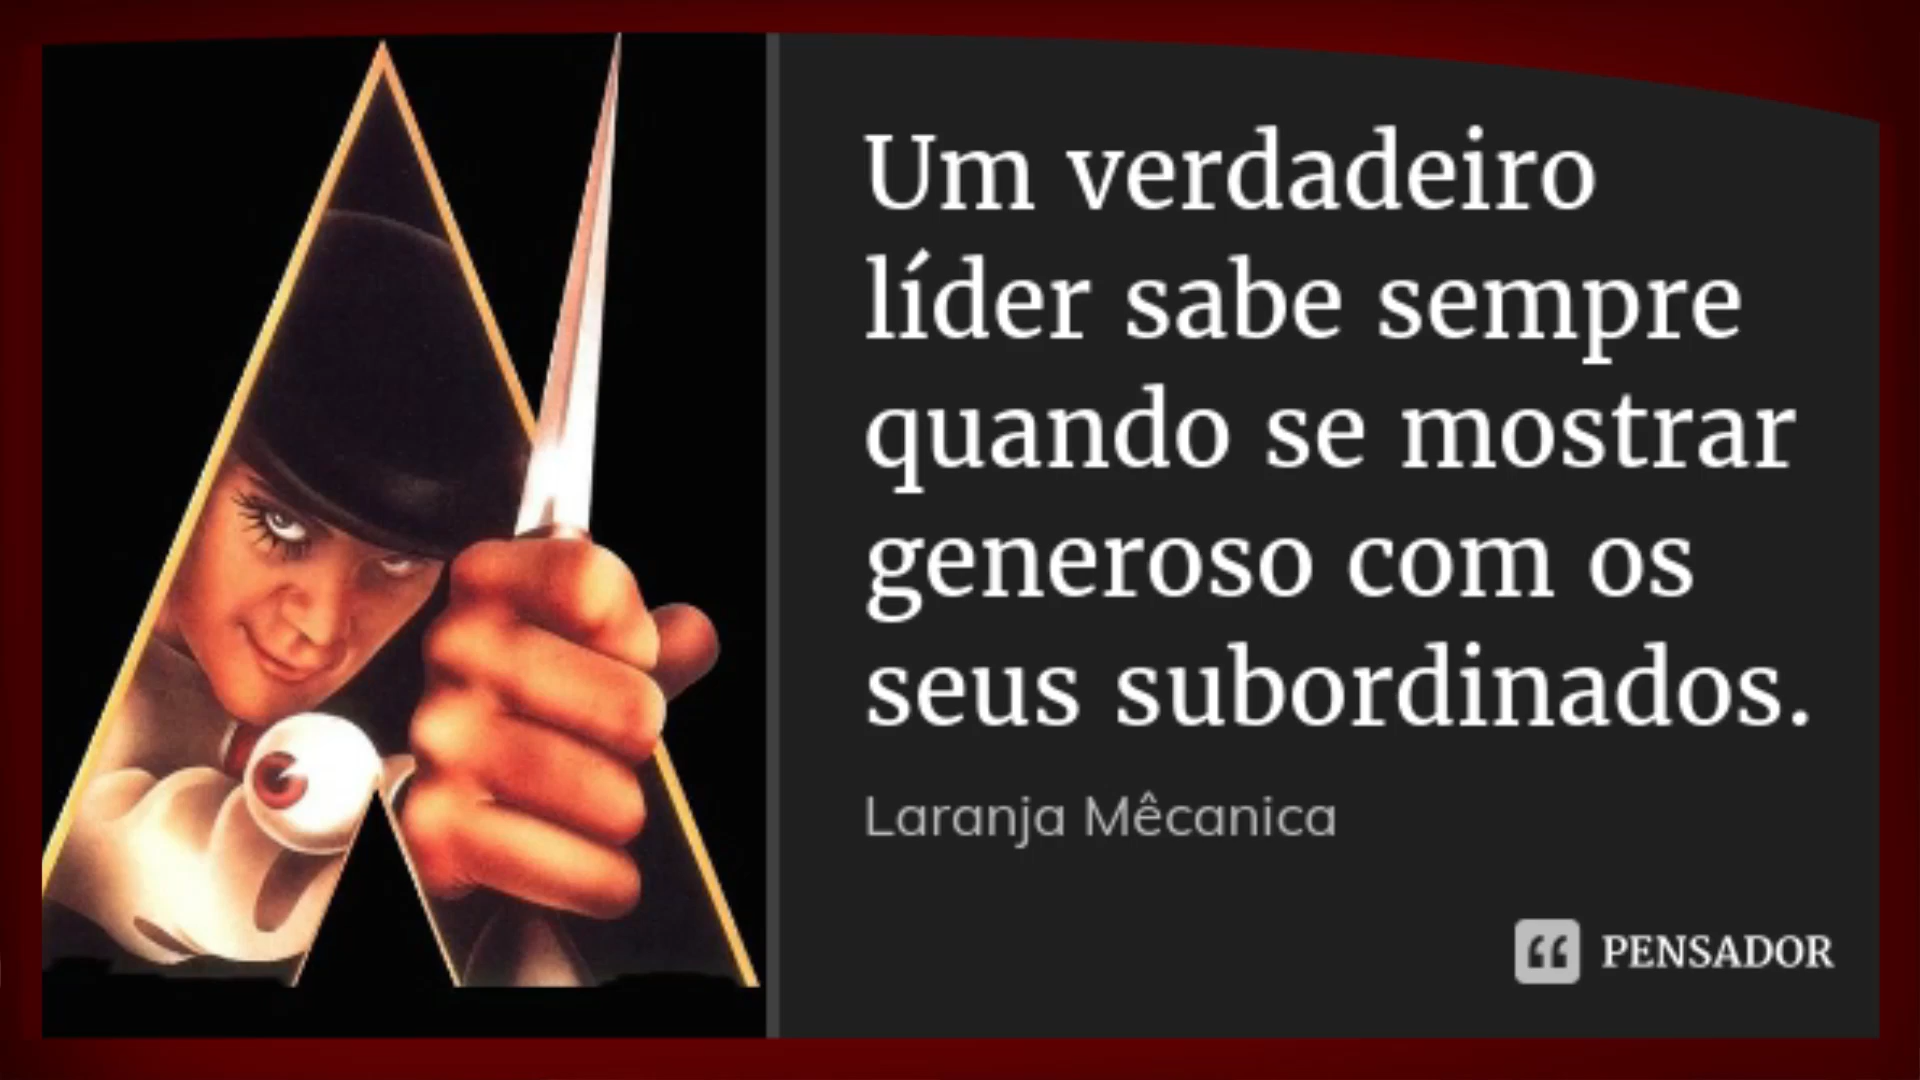 Um verdadeiro
líder sabe sempre
quando se mostrar
generoso com os
seus subordinados.
Laranja Mêcanica
PENSADOR